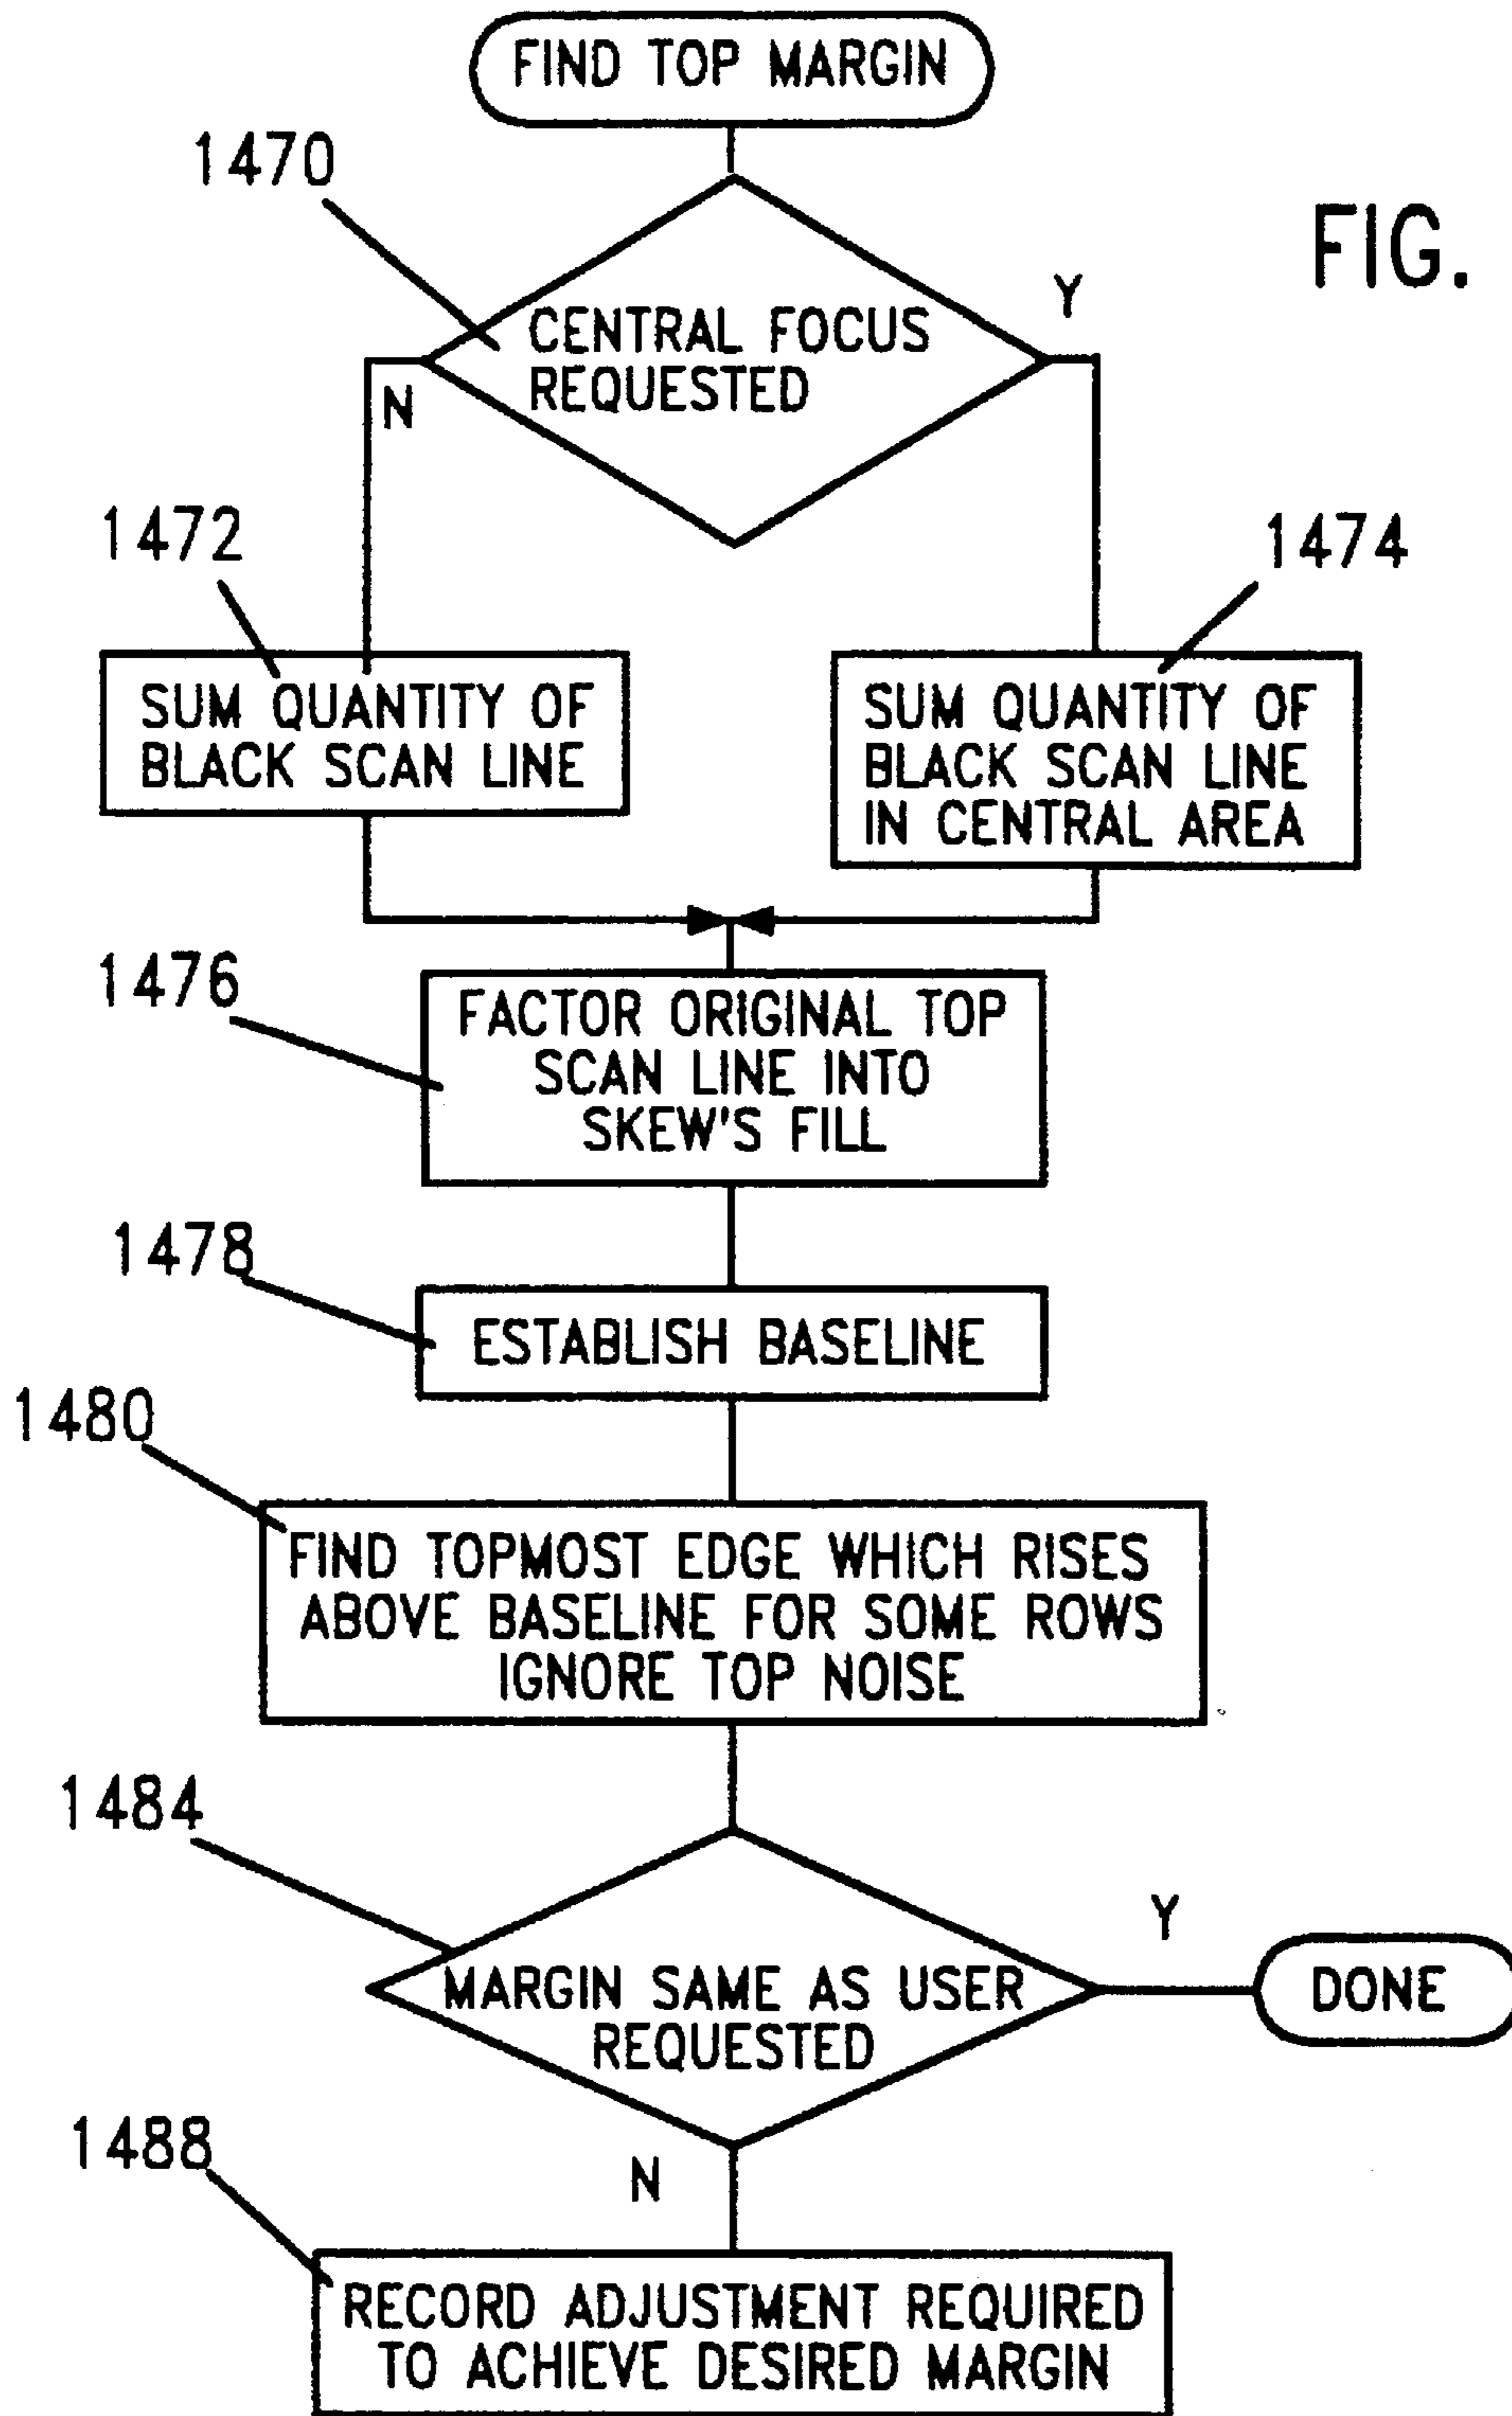 FIND TOP MARGIN
1470
FIG.
CENTRAL FOCUS
REQUESTED
Y
N
1472
1474
SUM QUANTITY OF
BLACK SCAN LINE
SUM QUANTITY OF
BLACK SCAN LINE
IN CENTRAL AREA
1476
FACTOR ORIGINAL TOP
SCAN LINE INTO
SKEW'S FILL
1478
ESTABLISH BASELINE
1480
FIND TOPMOST EDGE WHICH RISES
ABOVE BASELINE FOR SOME ROWS
IGNORE TOP NOISE
1484
MARGIN SAME AS USER
REQUESTED
Y
DONE
1488
N
RECORD ADJUSTMENT REQUIRED
TO ACHIEVE DESIRED MARGIN